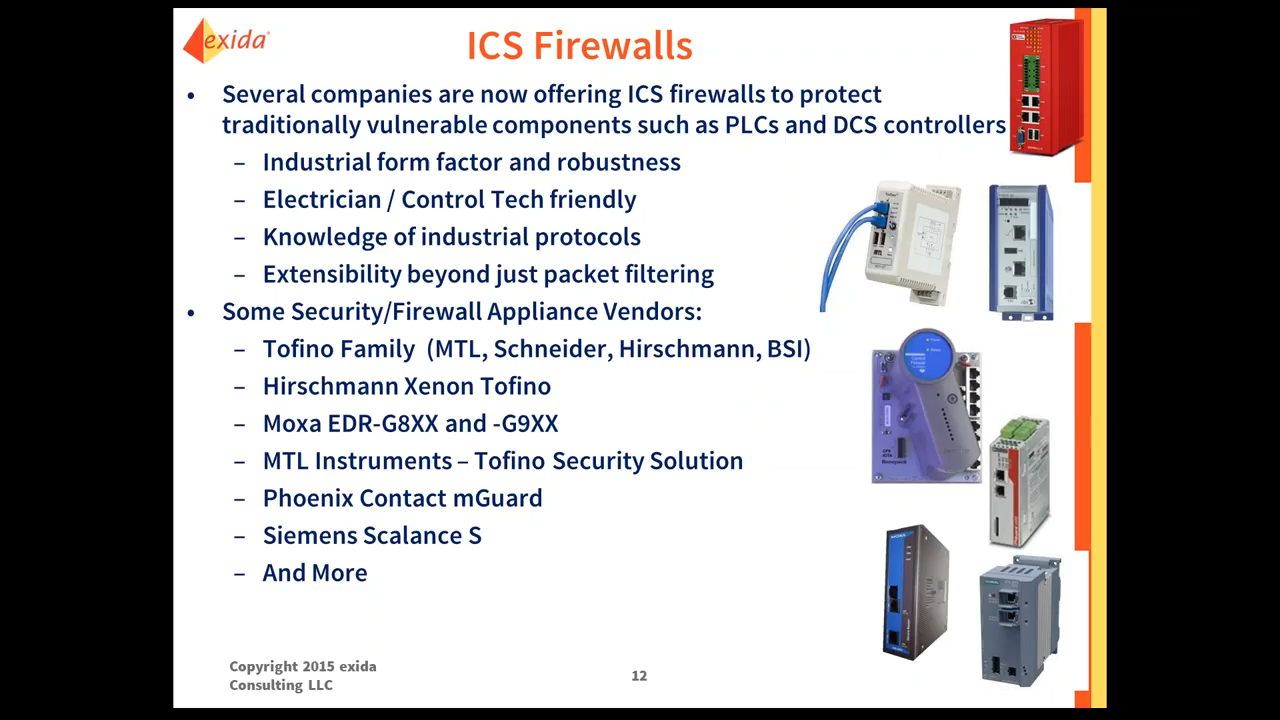 exida
ICS Firewalls
• Several companies are now offering ICS firewalls to protect
traditionally vulnerable components such as PLCs and DCS controllers
– Industrial form factor and robustness
– Electrician / Control Tech friendly
– Knowledge of industrial protocols
– Extensibility beyond just packet filtering
• Some Security/Firewall Appliance Vendors:
– Tofino Family (MTL, Schneider, Hirschmann, BSI)
– Hirschmann Xenon Tofino
– Moxa EDR-G8XX and -G9XX
– MTL Instruments – Tofino Security Solution
– Phoenix Contact mGuard
– Siemens Scalance S
– And More
Copyright 2015 exida
Consulting LLC
12